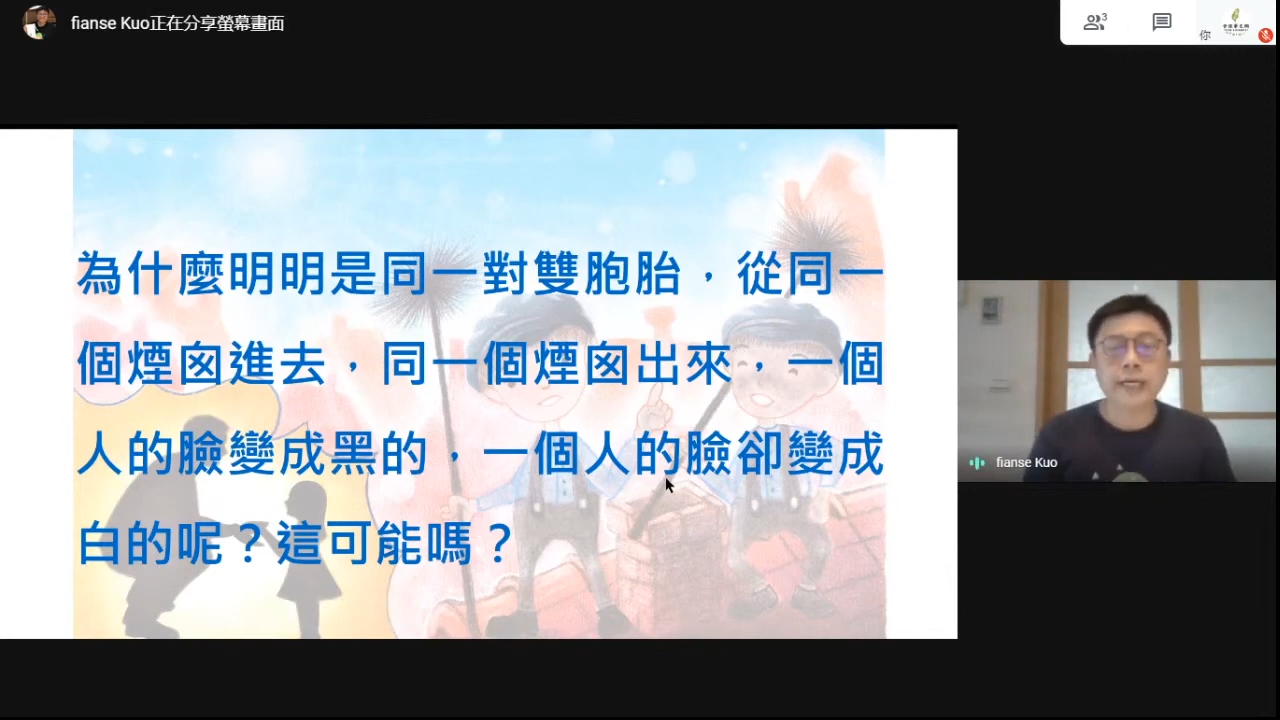 fianse Kuo正在分享螢幕畫面
3
你
為什麼明明是同一對雙胞胎，從同一
個煙囪進去，同一個煙囪出來，一個
人的臉變成黑的，一個人的臉卻變成
白的呢？這可能嗎？
fianse Kuo